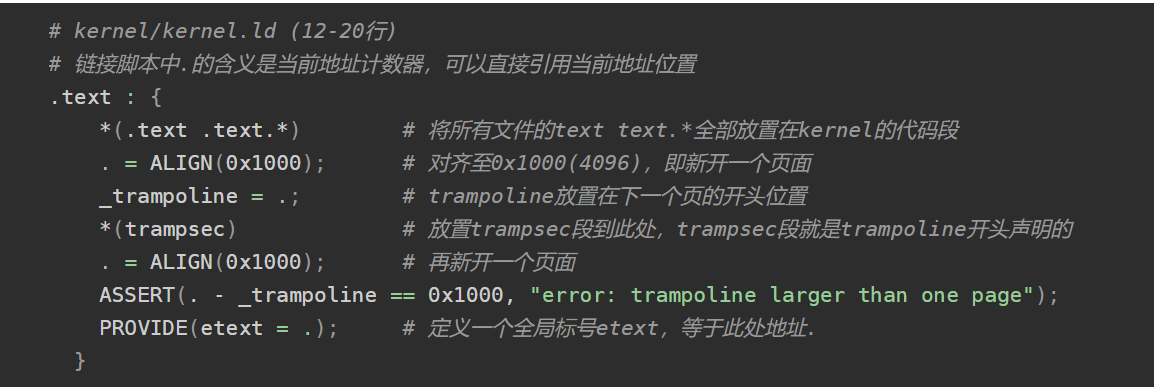 # kernel/kernel.ld (12-20行)
# 链接脚本中.的含义是当前地址计数器，可以直接引用当前地址位置
.text : {
*(.text .text.*) # 将所有文件的text text.*全部放置在kernel的代码段
. = ALIGN(0x1000); # 对齐至0x1000(4096)，即新开一个页面
_trampoline = .; # trampoline放置在下一个页的开头位置
*(trampsec) # 放置trampsec段到此处，trampsec段就是trampoline开头声明的
. = ALIGN(0x1000); # 再新开一个页面
ASSERT(. - _trampoline == 0x1000, "error: trampoline larger than one page");
PROVIDE(etext = .); # 定义一个全局标号etext，等于此处地址.
}